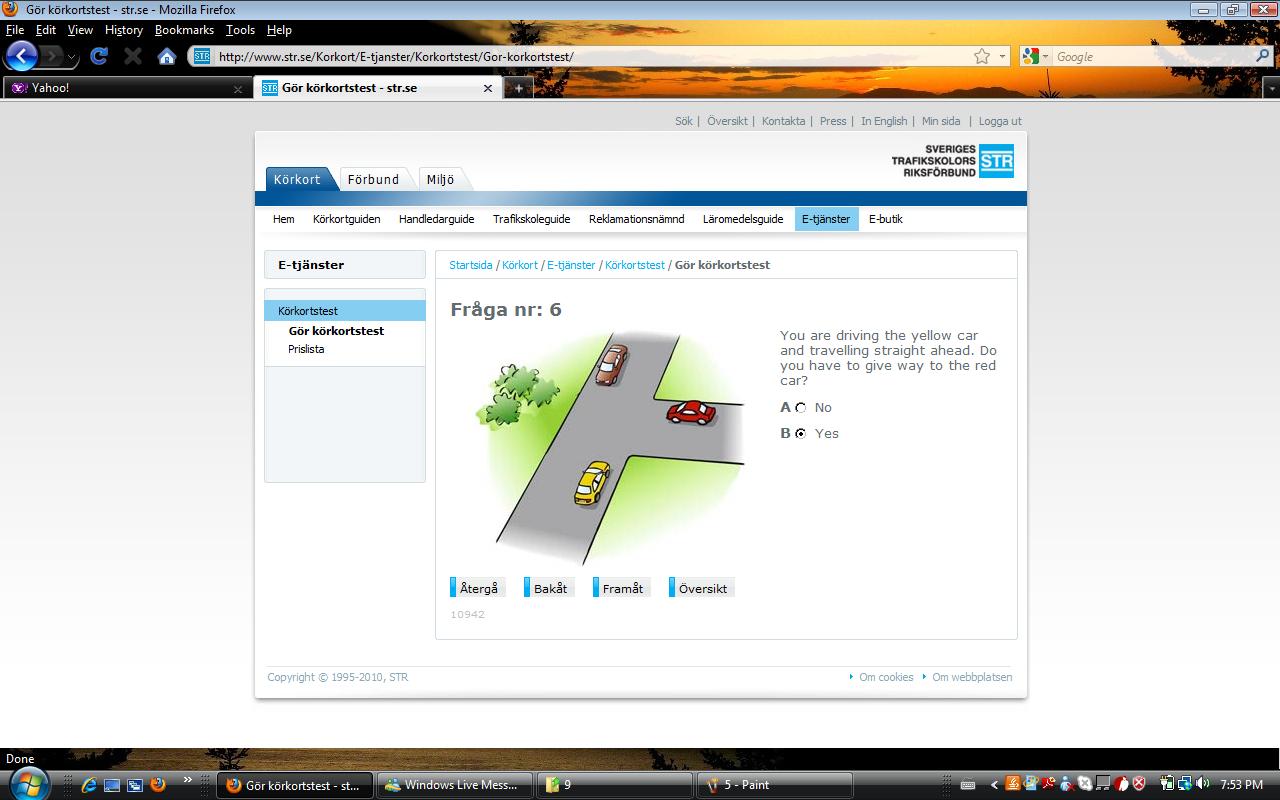 Gör körkortstest - str.se - Mozilla Firefox
File Edit View History Bookmarks Tools Help
STR http://www.str.se/Korkort/E-tjanster/Korkortstest/Gor-korkortstest/ Google
Yahoo! STR Gör körkortstest - str.se
Sök | Översikt | Kontakta | Press | In English | Min sida | Logga ut
SVERIGES
TRAFIKSKOLORS STR
RIKSFÖRBUND
Körkort Förbund Miljö
Hem Körkortguiden Handledarguide Trafikskoleguide Reklamationsnämnd Läromedelsguide E-tjänster E-butik
E-tjänster
Körkortstest
Gör körkortstest
Prislista
Startsida / Körkort / E-tjänster / Körkortstest / Gör körkortstest
Fråga nr: 6
You are driving the yellow car
and travelling straight ahead. Do
you have to give way to the red
car?
A No
B Yes
Återgå Bakåt Framåt Översikt
10942
Copyright © 1995-2010, STR Om cookies Om webbplatsen
Done
Gör körkortstest - st... Windows Live Mess... 9 5 - Paint 7:53 PM